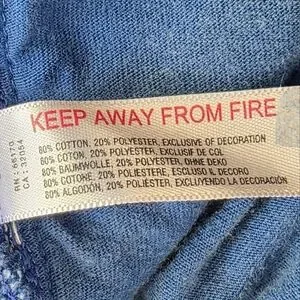 KEEP AWAY FROM FIRE
80% COTTON, 20% POLYESTER, EXCLUSIVE OF DECORATION
80% COTON, 20% POLYESTER, EXCLUSIF DE COL
80% BAUMWOLLE, 20% POLYESTER, OHNE DEKO
80% COTORE, 20% POLIESTERE, ESCLUSO IL DECORO
80% ALGODÓN, 20% POLIÉSTER, EXCLUYENDO LA DECORACIÓN
RN: 66170
CA: 32054